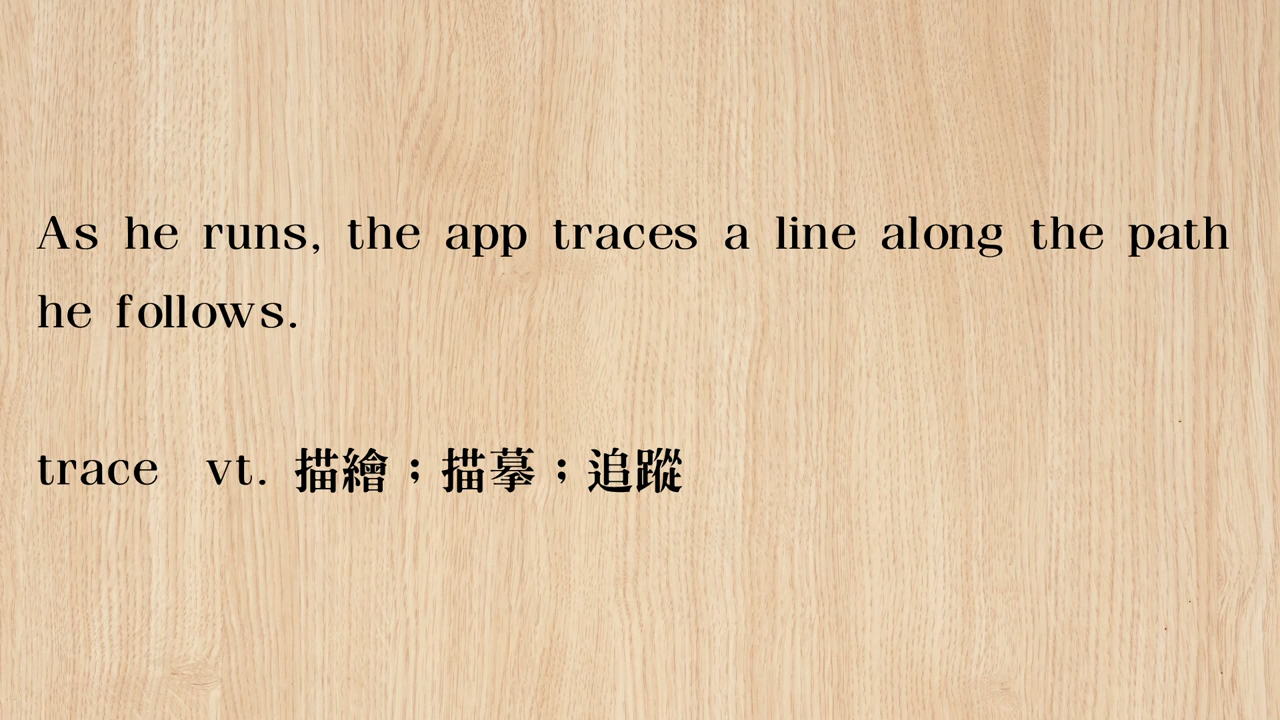 As he runs, the app traces a line along the path
he follows.
trace vt. 描繪；描摹；追蹤